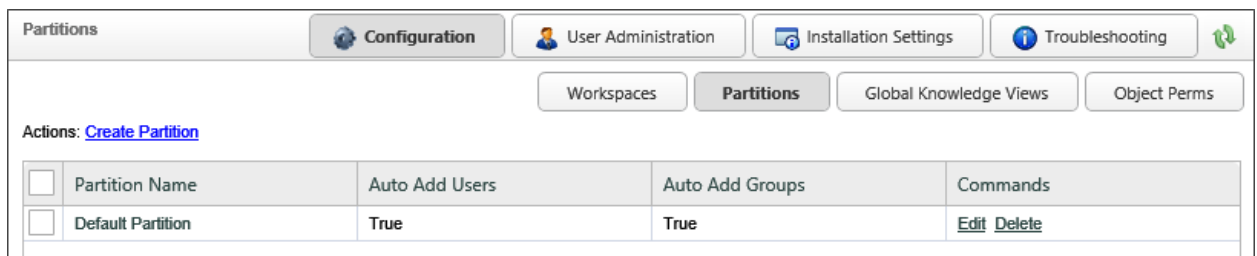 Partitions
Configuration
User Administration
Installation Settings
Troubleshooting
Workspaces
Partitions
Global Knowledge Views
Object Perms
Actions: Create Partition
Partition Name Auto Add Users Auto Add Groups Commands
Default Partition True True Edit Delete